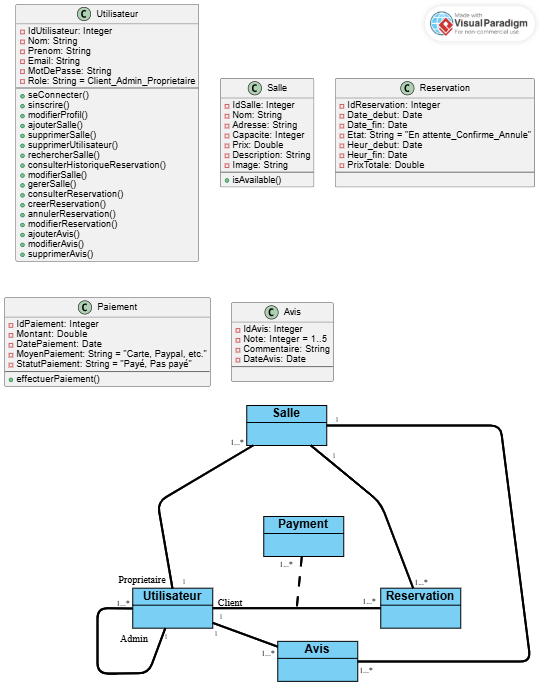 Made with
VisualParadigm
For non-commercial use
C Utilisateur
IdUtilisateur: Integer
Nom: String
Prenom: String
Email: String
MotDePasse: String
Role: String = Client_Admin_Proprietaire
seConnecter()
sinscrire()
modifierProfil()
ajouterSalle()
supprimerSalle()
supprimerUtilisateur()
rechercherSalle()
consulterHistoriqueReservation()
modifierSalle()
gererSalle()
consulterReservation()
creerReservation()
annulerReservation()
modifierReservation()
ajouterAvis()
modifierAvis()
supprimerAvis()
C Salle
IdSalle: Integer
Nom: String
Adresse: String
Capacite: Integer
Prix: Double
Description: String
Image: String
isAvailable()
C Reservation
IdReservation: Integer
Date_debut: Date
Date_fin: Date
Etat: String = "En attente_Confirme_Annule"
Heur_debut: Date
Heur_fin: Date
PrixTotale: Double
C Paiement
IdPaiement: Integer
Montant: Double
DatePaiement: Date
MoyenPaiement: String = "Carte, Paypal, etc."
StatutPaiement: String = "Payé, Pas payé"
effectuerPaiement()
C Avis
IdAvis: Integer
Note: Integer = 1..5
Commentaire: String
DateAvis: Date
Salle
1
1...*
1
Payment
1...*
Proprietaire
1
1...*
1...*
Utilisateur
Client
1...*
Reservation
Admin
1
1
1
1...*
Avis
1...*